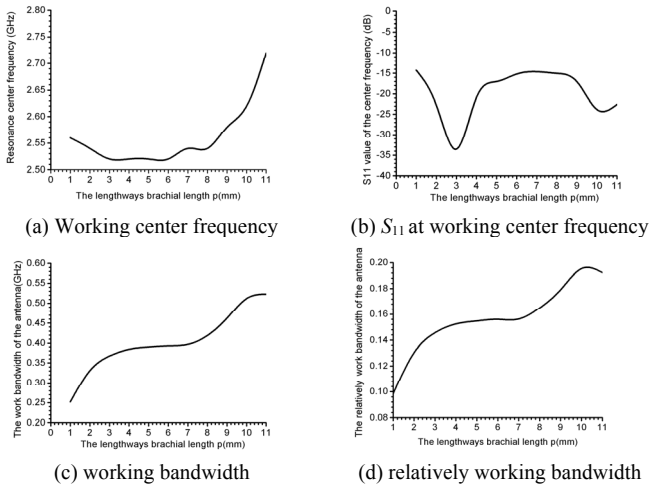 2.80
2.75
2.70
2.65
2.60
2.55
2.50
Resonance center frequency (GHz)
0 1 2 3 4 5 6 7 8 9 10 11
The lengthways brachial length p(mm)
(a) Working center frequency
0
-5
-10
-15
-20
-25
-30
-35
-40
S11 value of the center frequency (dB)
0 1 2 3 4 5 6 7 8 9 10 11
The lengthways brachial length p(mm)
(b) S11 at working center frequency
0.60
0.55
0.50
0.45
0.40
0.35
0.30
0.25
0.20
The work bandwidth of the antenna(GHz)
0 1 2 3 4 5 6 7 8 9 10 11
The lengthways brachial length p(mm)
(c) working bandwidth
0.20
0.18
0.16
0.14
0.12
0.10
0.08
The relatively work bandwidth of the antenna
1 2 3 4 5 6 7 8 9 10 11
The lengthways brachial length p(mm)
(d) relatively working bandwidth